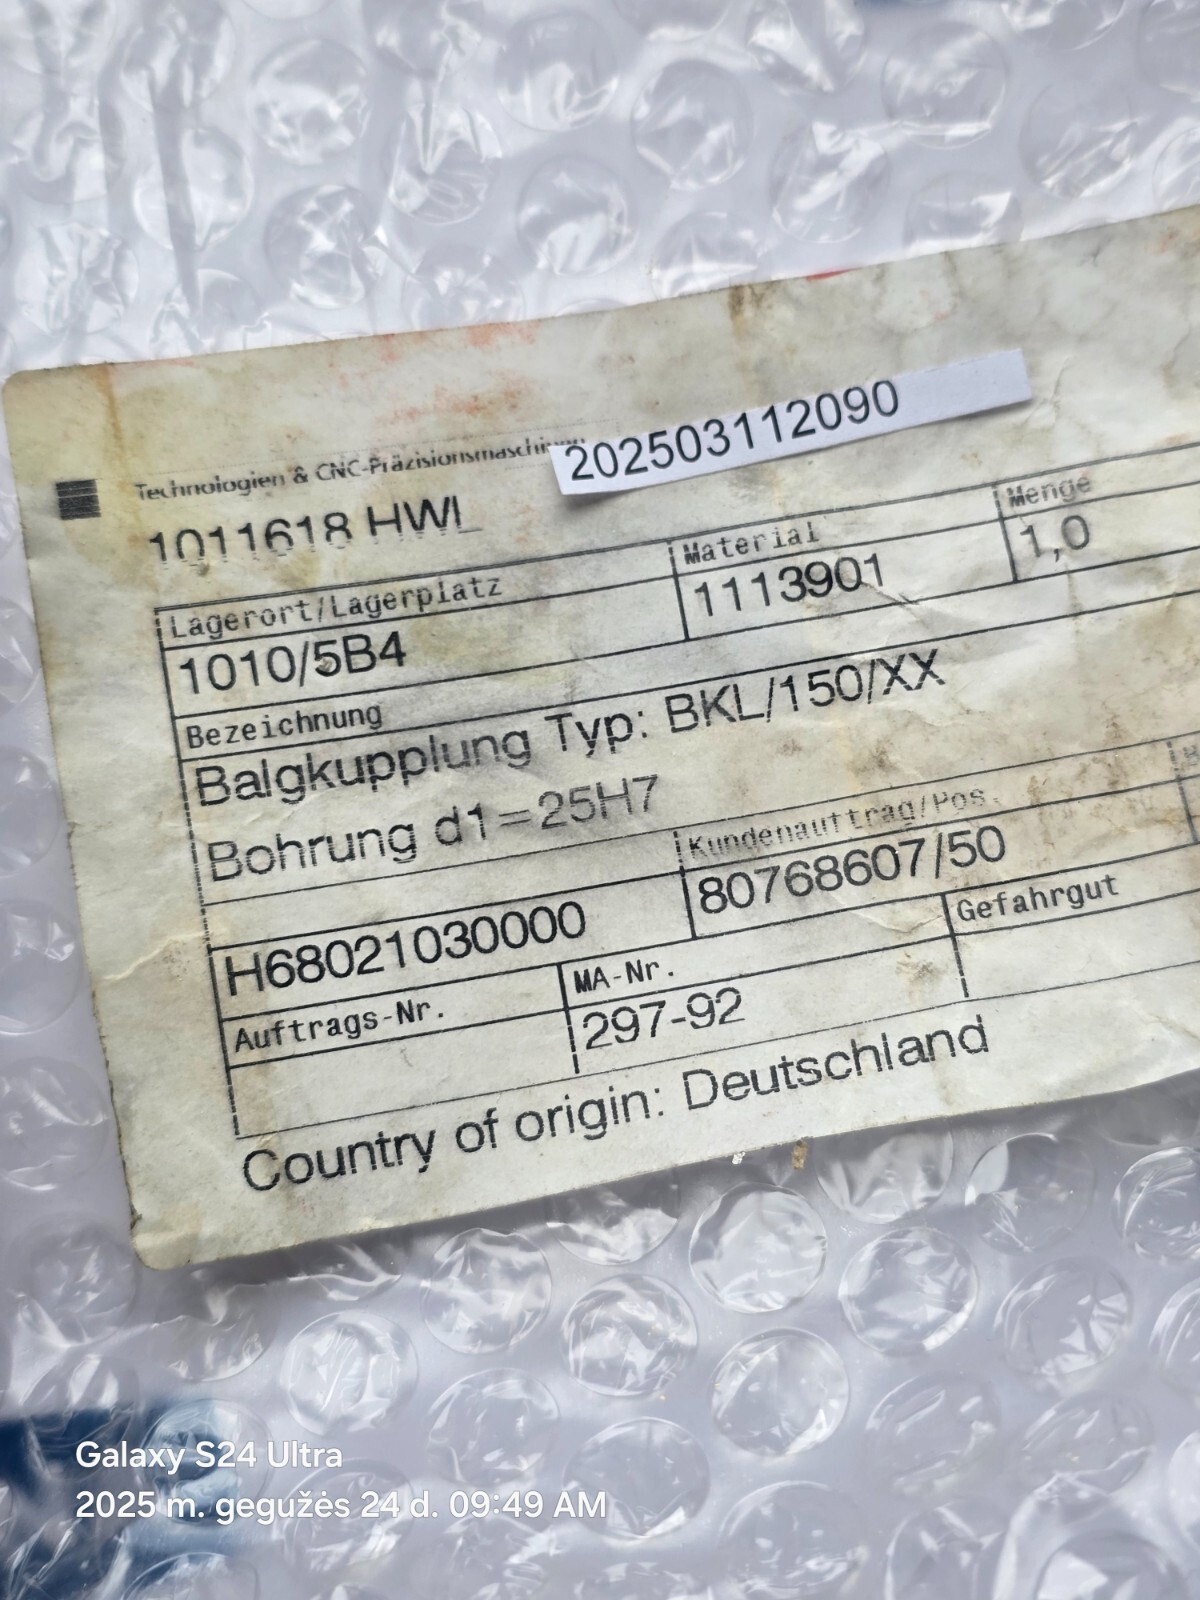 Technologien & CNC-Präzisionsmaschinen
202503112090
1011618 HWL
Lagerort/Lagerplatz Material Menge
1010/5B4 1113901 1,0
Bezeichnung
Balgkupplung Typ: BKL/150/XX
Bohrung d1=25H7
Kundenauftrag/Pos.
H68021030000 80768607/50
Auftrags-Nr. MA-Nr. Gefahrgut
297-92
Country of origin: Deutschland
Galaxy S24 Ultra
2025 m. gegužės 24 d. 09:49 AM